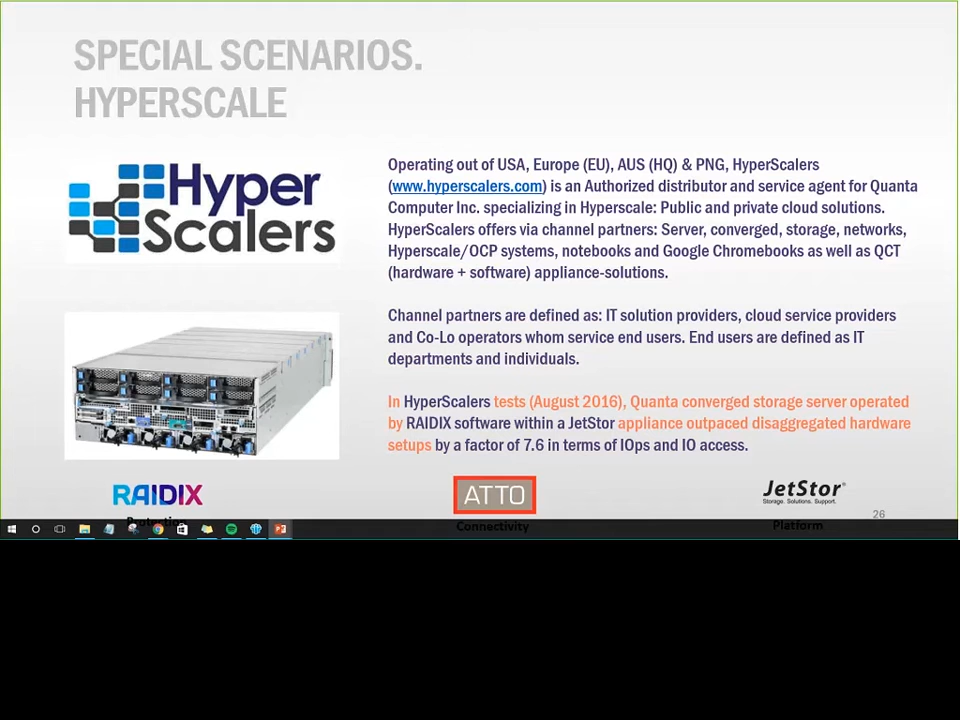 SPECIAL SCENARIOS.
HYPERSCALE
Hyper
Scalers
Operating out of USA, Europe (EU), AUS (HQ) & PNG, HyperScalers
(www.hyperscalers.com) is an Authorized distributor and service agent for Quanta
Computer Inc. specializing in Hyperscale: Public and private cloud solutions.
HyperScalers offers via channel partners: Server, converged, storage, networks,
Hyperscale/OCP systems, notebooks and Google Chromebooks as well as QCT
(hardware + software) appliance-solutions.
Channel partners are defined as: IT solution providers, cloud service providers
and Co-Lo operators whom service end users. End users are defined as IT
departments and individuals.
In HyperScalers tests (August 2016), Quanta converged storage server operated
by RAIDIX software within a JetStor appliance outpaced disaggregated hardware
setups by a factor of 7.6 in terms of IOps and IO access.
RAIDIX
ATTO
JetStor
Storage. Solutions. Support.
26
Protection
Connectivity
Platform